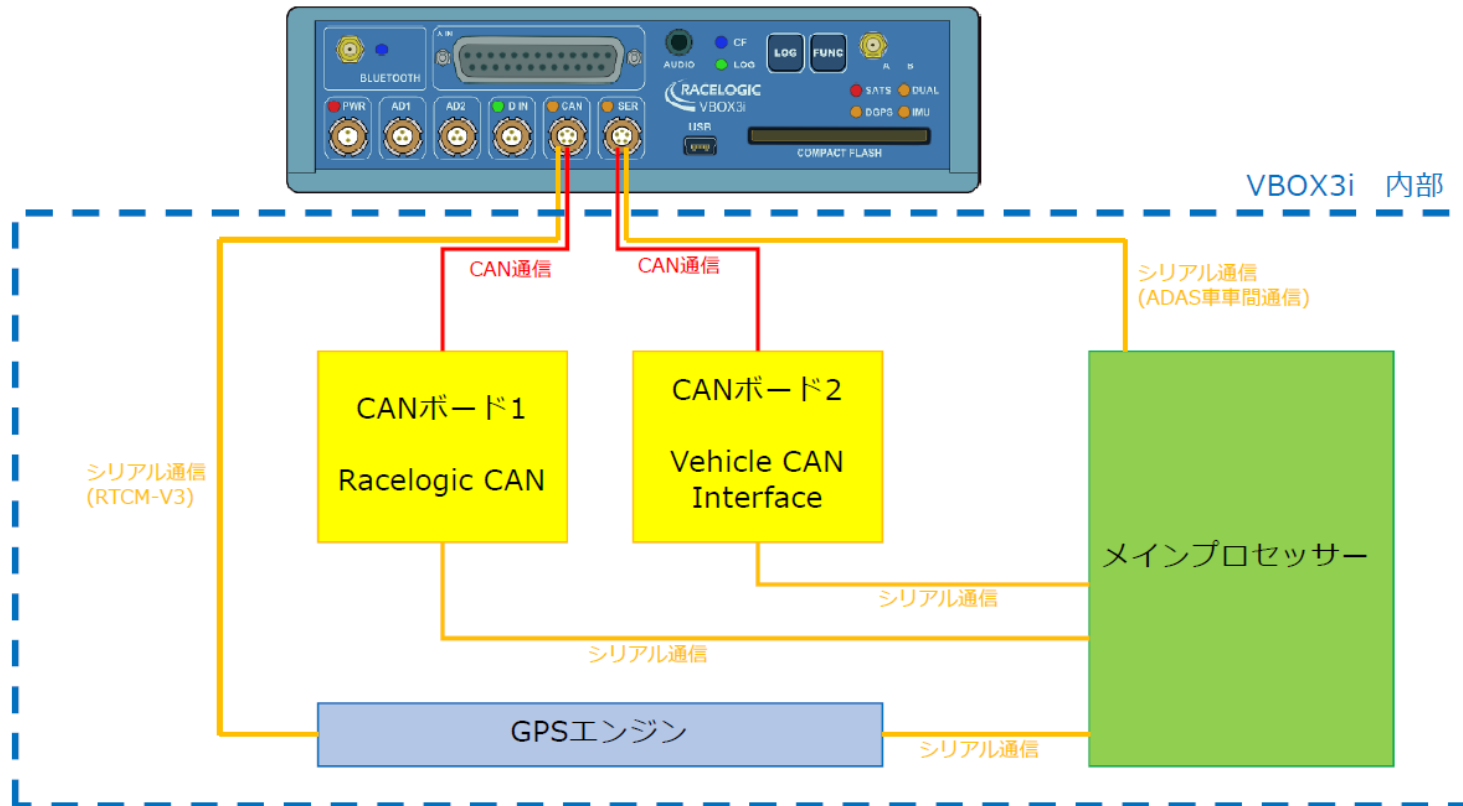 A IN
BLUETOOTH
AUDIO
CF
LOG
LOG
FUNC
A B
RACELOGIC
VBOX3i
SATS
DUAL
DGPS
IMU
PWR
AD1
AD2
D IN
CAN
SER
USB
COMPACT FLASH
VBOX3i 内部
CAN通信
CAN通信
シリアル通信
(ADAS車車間通信)
CANボード1
Racelogic CAN
CANボード2
Vehicle CAN
Interface
シリアル通信
(RTCM-V3)
メインプロセッサー
シリアル通信
シリアル通信
GPSエンジン
シリアル通信